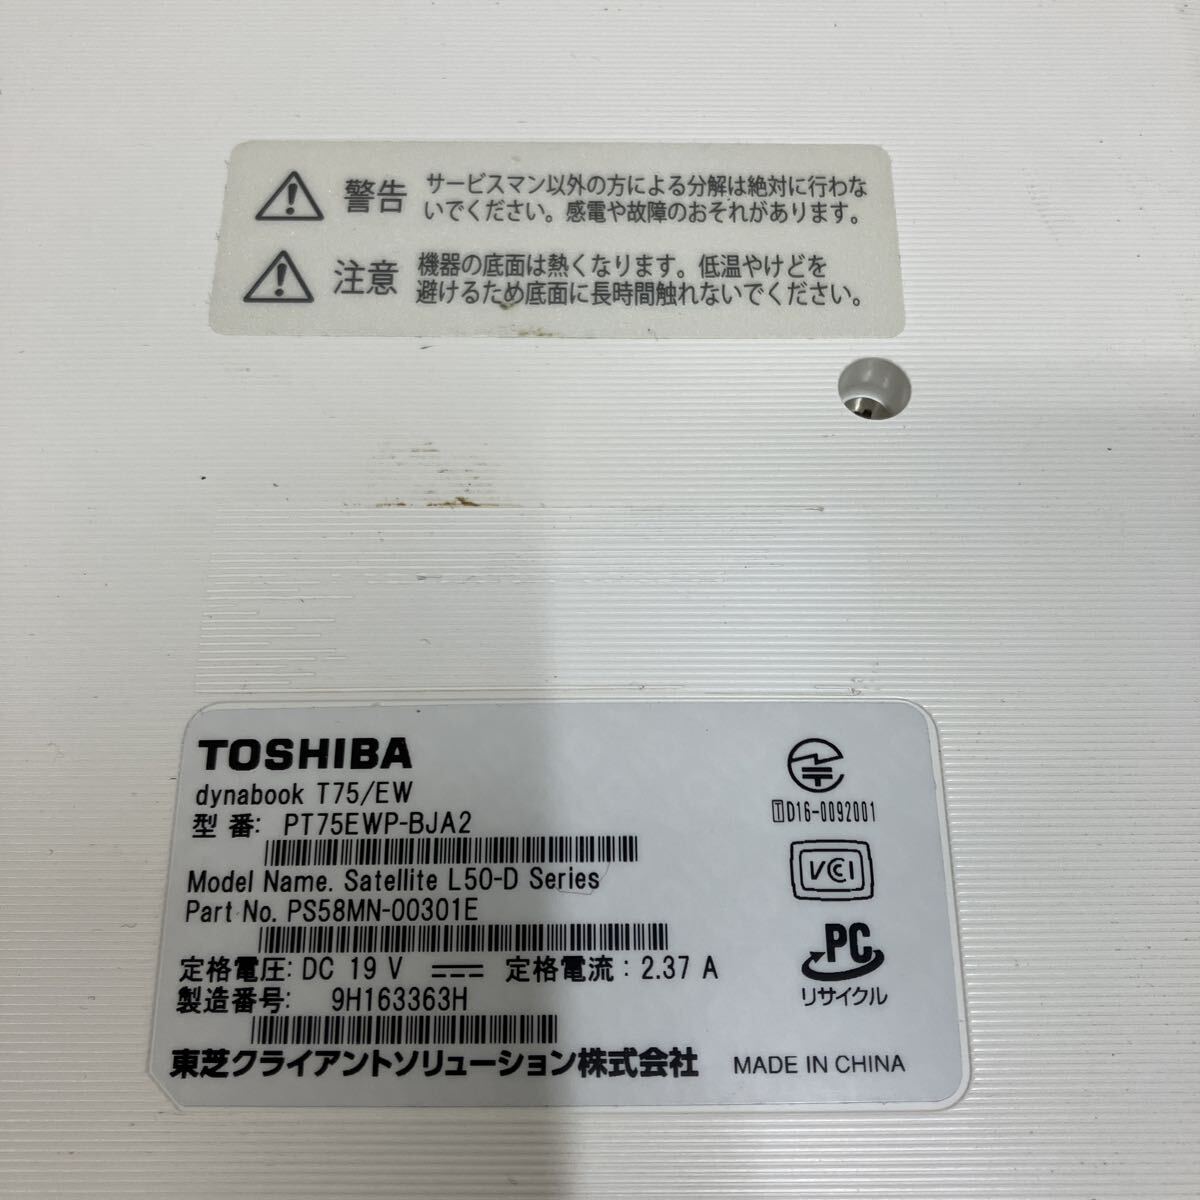 警告 サービスマン以外の方による分解は絶対に行わな
いでください。感電や故障のおそれがあります。
注意 機器の底面は熱くなります。低温やけどを
避けるため底面に長時間触れないでください。
TOSHIBA
dynabook T75/EW
型 番: PT75EWP-BJA2
Model Name. Satellite L50-D Series
Part No. PS58MN-00301E
定格電圧: DC 19 V 定格電流 : 2.37 A
製造番号: 9H163363H
東芝クライアントソリューション株式会社
MADE IN CHINA
T D16-0092001
VCCI
PC
リサイクル